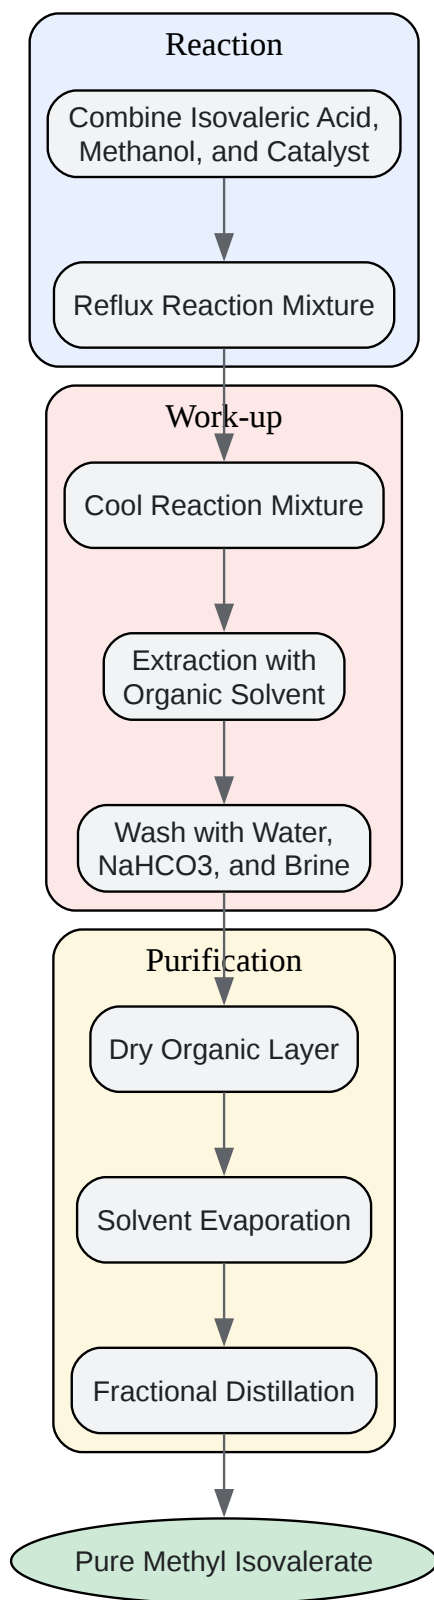 Reaction
Combine Isovaleric Acid,
Methanol, and Catalyst
Reflux Reaction Mixture
Work-up
Cool Reaction Mixture
Extraction with
Organic Solvent
Wash with Water,
NaHCO3, and Brine
Purification
Dry Organic Layer
Solvent Evaporation
Fractional Distillation
Pure Methyl Isovalerate